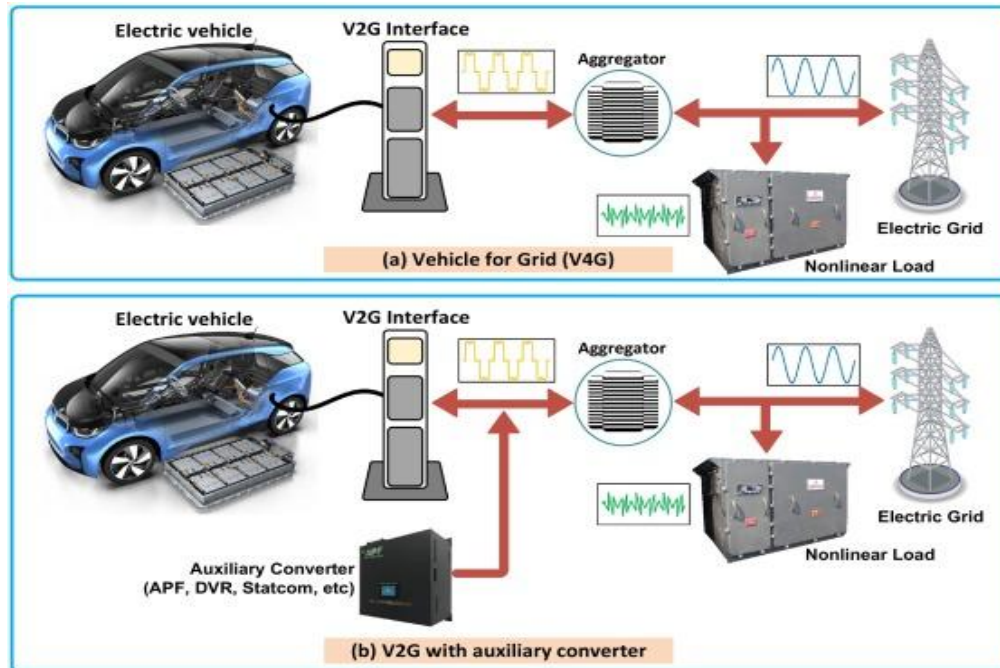 Electric vehicle
V2G Interface
Aggregator
Electric Grid
Nonlinear Load
(a) Vehicle for Grid (V4G)
Electric vehicle
V2G Interface
Aggregator
Electric Grid
Nonlinear Load
Auxiliary Converter
(APF, DVR, Statcom, etc)
APF
(b) V2G with auxiliary converter